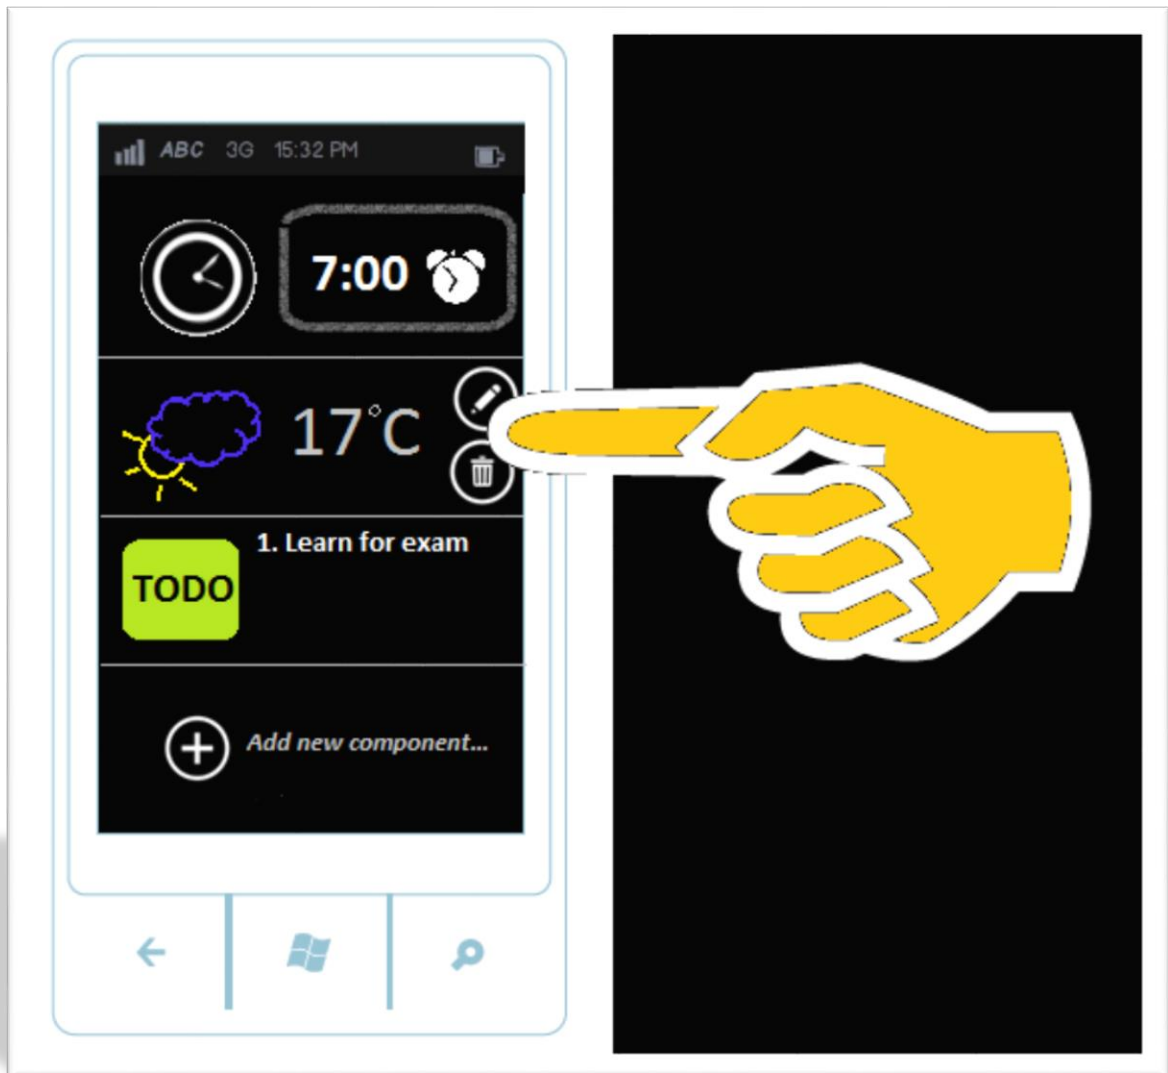 ABC 3G 15:32 PM
7:00
17°C
1. Learn for exam
TODO
Add new component...